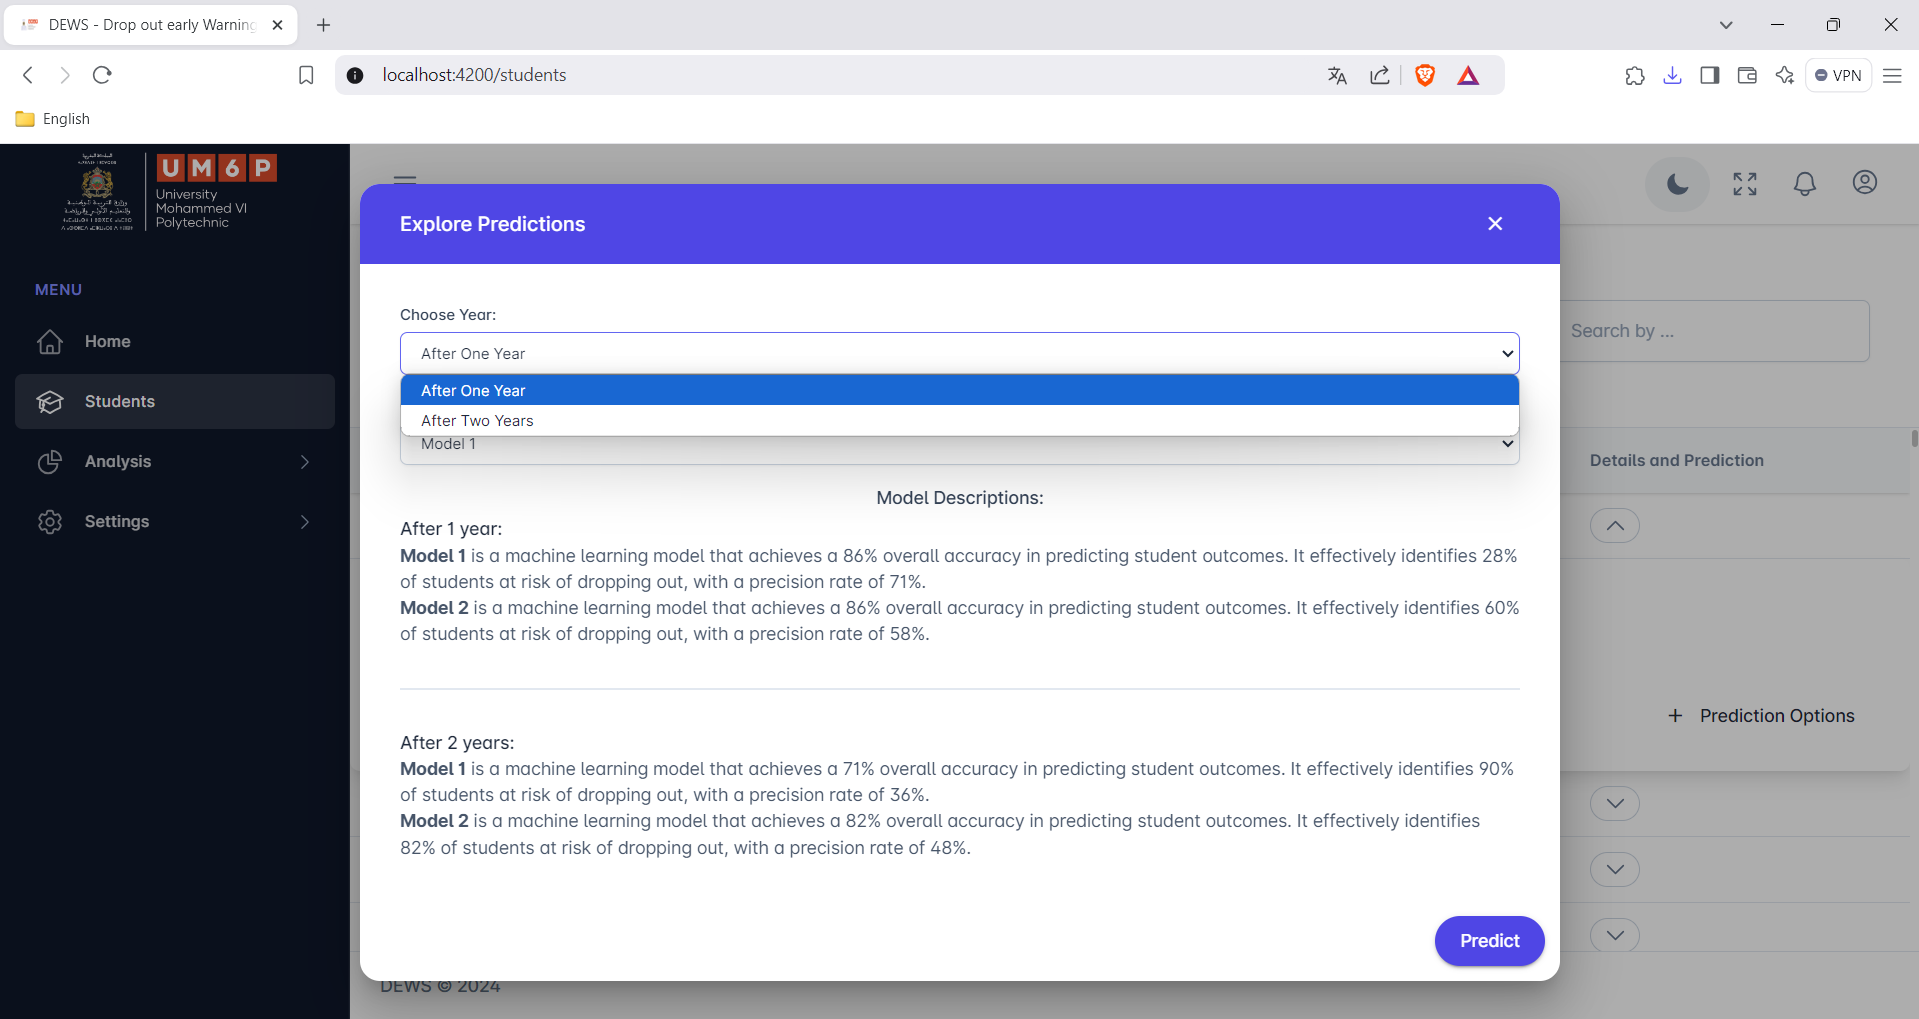 DEWS - Drop out early Warning
localhost:4200/students
VPN
English
UM6P
University
Mohammed VI
Polytechnic
MENU
Home
Students
Analysis
Settings
Explore Predictions
Search by ...
Choose Year:
After One Year
After One Year
After Two Years
Model 1
Details and Prediction
Model Descriptions:
After 1 year:
Model 1 is a machine learning model that achieves a 86% overall accuracy in predicting student outcomes. It effectively identifies 28%
of students at risk of dropping out, with a precision rate of 71%.
Model 2 is a machine learning model that achieves a 86% overall accuracy in predicting student outcomes. It effectively identifies 60%
of students at risk of dropping out, with a precision rate of 58%.
Prediction Options
After 2 years:
Model 1 is a machine learning model that achieves a 71% overall accuracy in predicting student outcomes. It effectively identifies 90%
of students at risk of dropping out, with a precision rate of 36%.
Model 2 is a machine learning model that achieves a 82% overall accuracy in predicting student outcomes. It effectively identifies
82% of students at risk of dropping out, with a precision rate of 48%.
Predict
DEWS © 2024